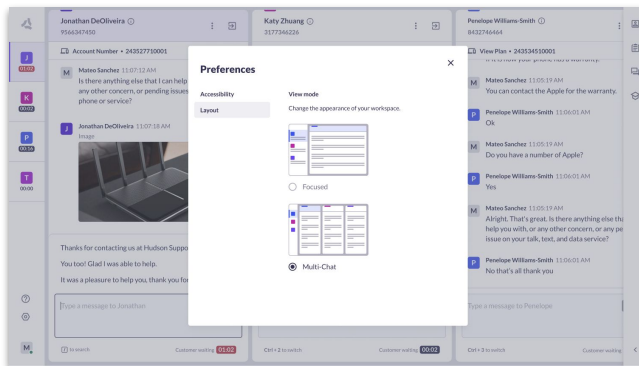 J
01:02
K
00:02
P
00:16
T
00:00
M
Jonathan DeOliveira
9566347450
Account Number • 243527710001
M
Mateo Sanchez 11:07:12 AM
Is there anything else that I can help
any other concern, or pending issues
phone or service?
J
Jonathan DeOliveira 11:07:18 AM
Image
Thanks for contacting us at Hudson Suppo
You too! Glad I was able to help.
It was a pleasure to help you, thank you for
Type a message to Jonathan
to switch
Customer waiting 01:02
Katy Zhuang
3177346226
Preferences
Accessibility
Layout
View mode
Change the appearance of your workspace.
Focused
Multi-Chat
Ctrl + 2 to switch
Customer waiting 00:02
Penelope Williams-Smith
8432746464
View Plan • 243534510001
M
Mateo Sanchez 11:05:19 AM
You can contact the Apple for the warranty.
P
Penelope Williams-Smith 11:06:01 AM
Ok
M
Mateo Sanchez 11:05:19 AM
Do you have a number of Apple?
P
Penelope Williams-Smith 11:06:01 AM
Yes
M
Mateo Sanchez 11:05:19 AM
Alright. That's great. Is there anything else tha
help you with, or any other concern, or any pe
issue on your talk, text, and data service?
P
Penelope Williams-Smith 11:06:01 AM
No that's all thank you
Type a message to Penelope
Ctrl + 3 to switch
Customer waiting